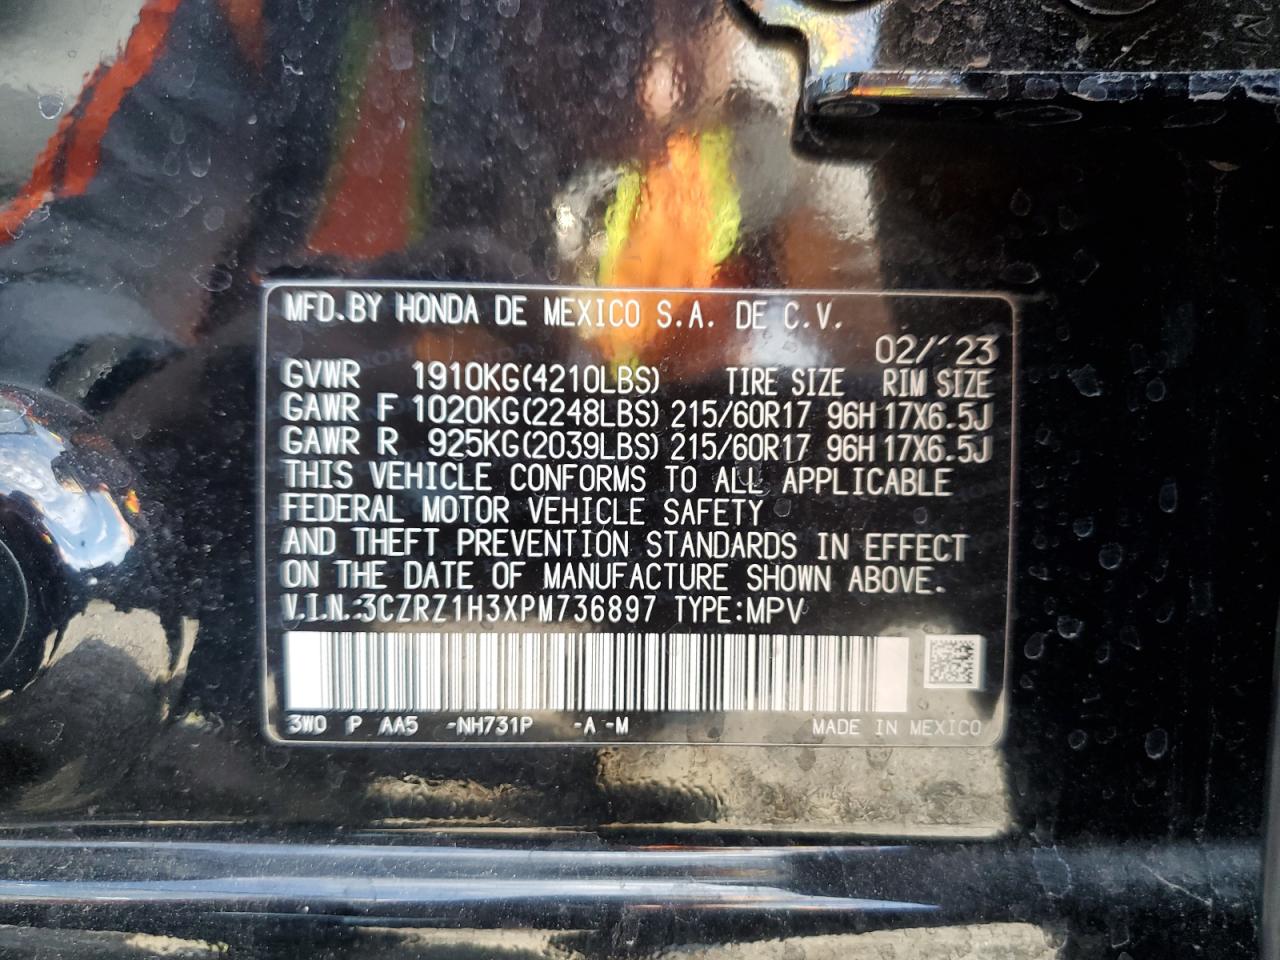 MFD.BY HONDA DE MEXICO S.A. DE C.V.
02/'23
GVWR 1910KG(4210LBS) TIRE SIZE RIM SIZE
GAWR F 1020KG(2248LBS) 215/60R17 96H 17X6.5J
GAWR R 925KG(2039LBS) 215/60R17 96H 17X6.5J
THIS VEHICLE CONFORMS TO ALL APPLICABLE
FEDERAL MOTOR VEHICLE SAFETY
AND THEFT PREVENTION STANDARDS IN EFFECT
ON THE DATE OF MANUFACTURE SHOWN ABOVE.
V.I.N.:3CZRZ1H3XPM736897 TYPE:MPV
3W0 P AA5 -NH731P -A -M MADE IN MEXICO